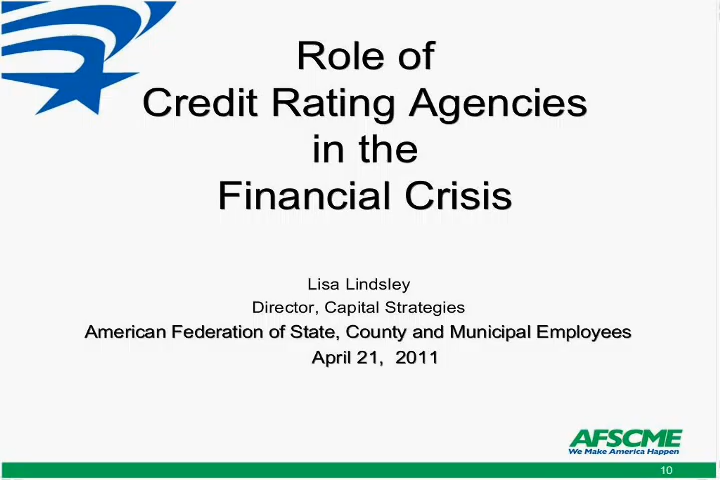 Role of
Credit Rating Agencies
in the
Financial Crisis
Lisa Lindsley
Director, Capital Strategies
American Federation of State, County and Municipal Employees
April 21, 2011
AFSCME
We Make America Happen
10